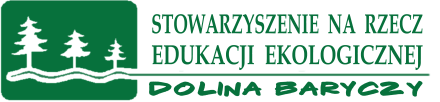 STOWARZYSZENIE NA RZECZ
EDUKACJI EKOLOGICZNEJ
DOLINA BARYCZY